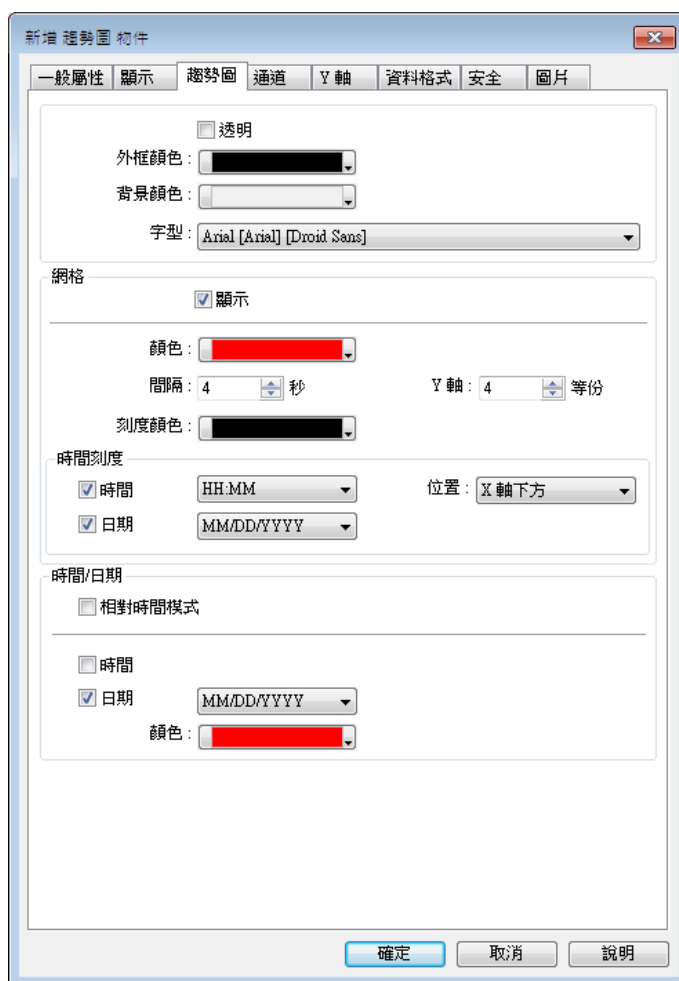 新增 趨勢圖 物件
一般屬性 顯示 趨勢圖 通道 Y 軸 資料格式 安全 圖片
透明
外框顏色 :
背景顏色 :
字型 : Arial [Arial] [Droid Sans]
網格
顯示
顏色 :
間隔 : 4 秒 Y 軸 : 4 等份
刻度顏色 :
時間刻度
時間 HH:MM 位置 : X 軸下方
日期 MM/DD/YYYY
時間/日期
相對時間模式
時間
日期 MM/DD/YYYY
顏色 :
確定 取消 說明